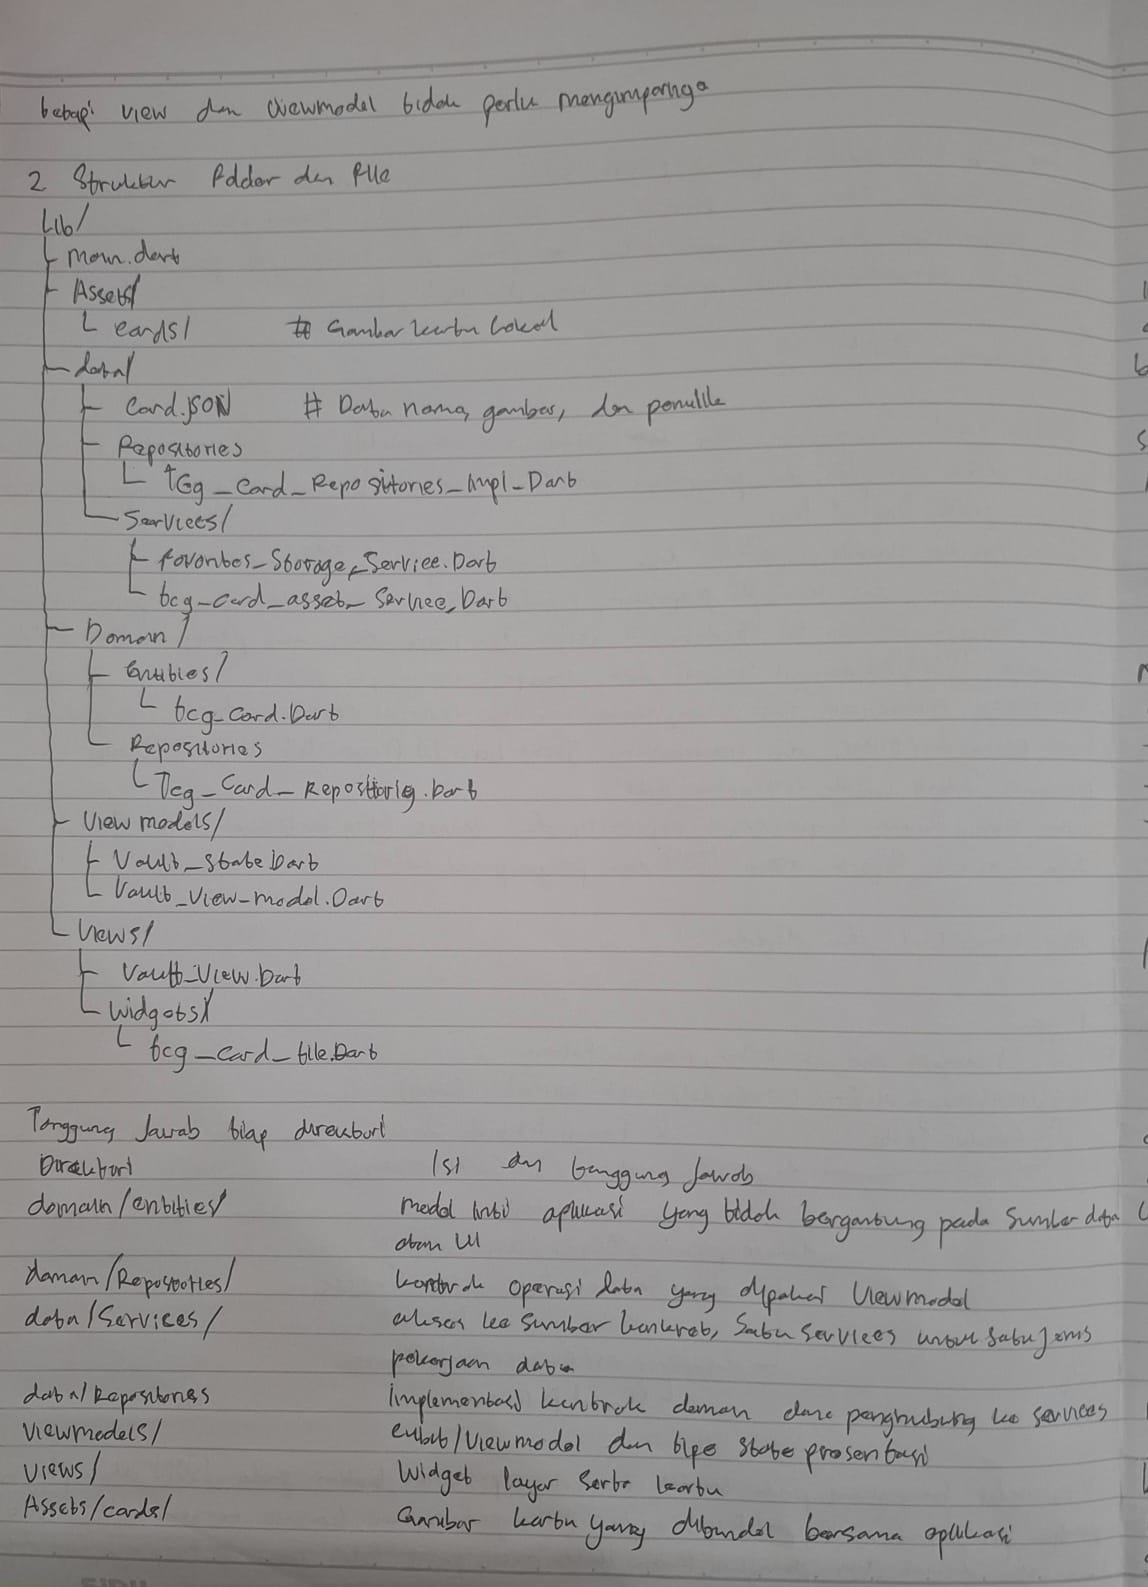 tetapi view dan viewmodel tidak perlu mengimpornya
2 Struktur folder dan file
Lib/
├ main.dart
├ Assets/
└ cards/ # Gambar kartu lokal
├ data/
├ Card.JSON # Data nama, gambar, dan pemilik
├ Repositories
└ tcg_Card_Repositories_impl_Dart
└ Services/
├ favorites_Storage_Service.Dart
└ tcg_card_asset_Service_Dart
├ Domain/
├ Entities/
└ tcg_card.Dart
└ Repositories
└ Tcg_Card_Repositories.Dart
├ View models/
├ Vault_State.Dart
└ Vault_View_model.Dart
└ Views/
├ Vault_View.Dart
└ Widgets/
└ tcg_card_tile.Dart
Tanggung Jawab tiap direktori
Direktori Isi dan tanggung Jawab
domain/entities/ model inti aplikasi yang tidak bergantung pada sumber data
atau UI
domain/Repositories/ kontrak operasi data yang dipakai Viewmodel
data/Services/ akses ke sumber konkret, Satu services untuk satu jenis
pekerjaan data
data/Repositories implementasi kontrak domain dan penghubung ke services
Viewmodels/ cubit/Viewmodel dan tipe state presentasi
Views/ Widget layar serta kartu
Assets/cards/ Gambar kartu yang dibundel bersama aplikasi
SIDU